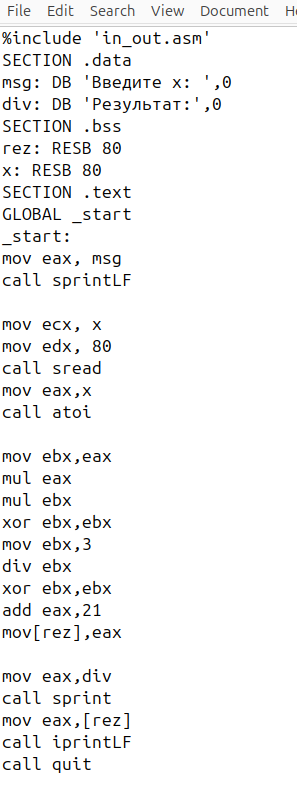 File Edit Search View Document Help
%include 'in_out.asm'
SECTION .data
msg: DB 'Введите x: ',0
div: DB 'Результат:',0
SECTION .bss
rez: RESB 80
x: RESB 80
SECTION .text
GLOBAL _start
_start:
mov eax, msg
call sprintLF
mov ecx, x
mov edx, 80
call sread
mov eax,x
call atoi
mov ebx,eax
mul eax
mul ebx
xor ebx,ebx
mov ebx,3
div ebx
xor ebx,ebx
add eax,21
mov[rez],eax
mov eax,div
call sprint
mov eax,[rez]
call iprintLF
call quit